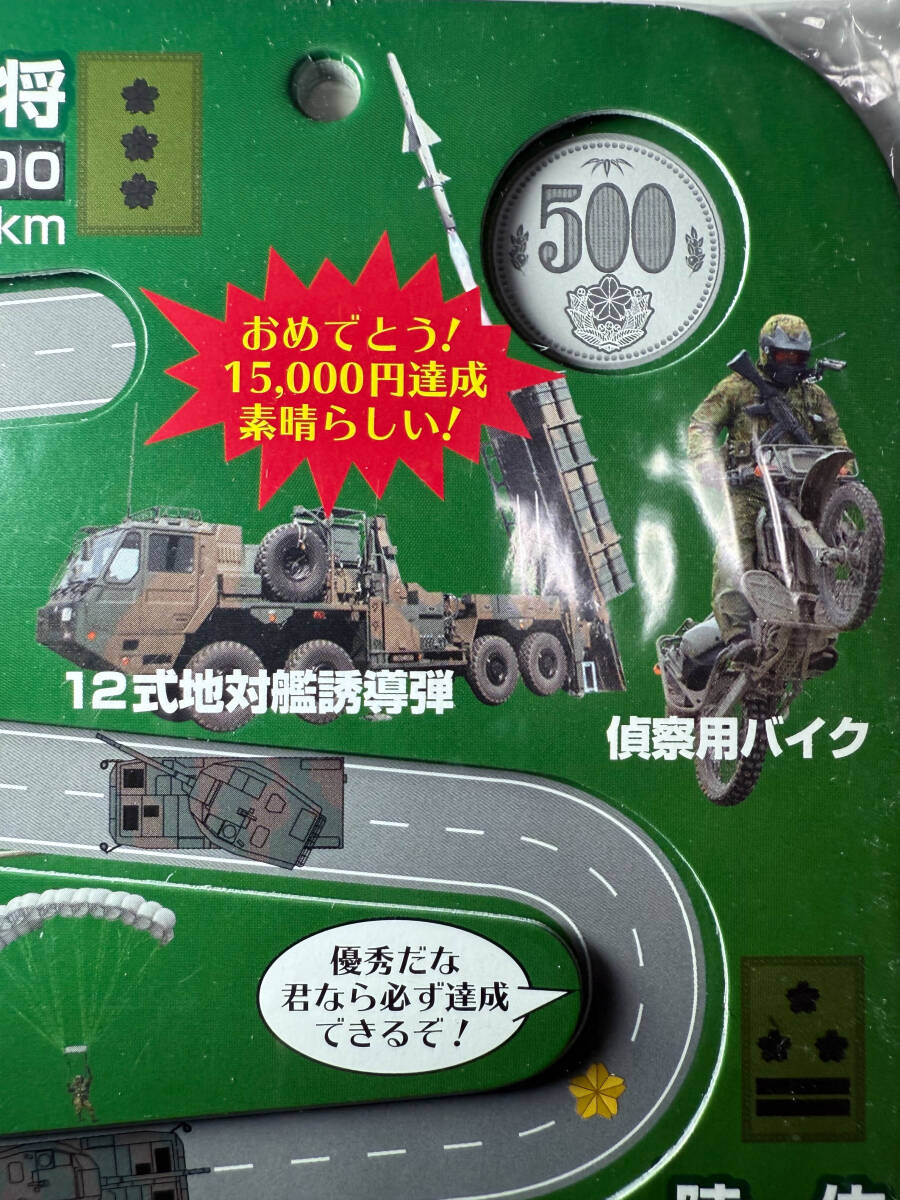 将
00
km
500
おめでとう!
15,000円達成
素晴らしい!
12式地対艦誘導弾
偵察用バイク
優秀だな
君なら必ず達成
できるぞ!